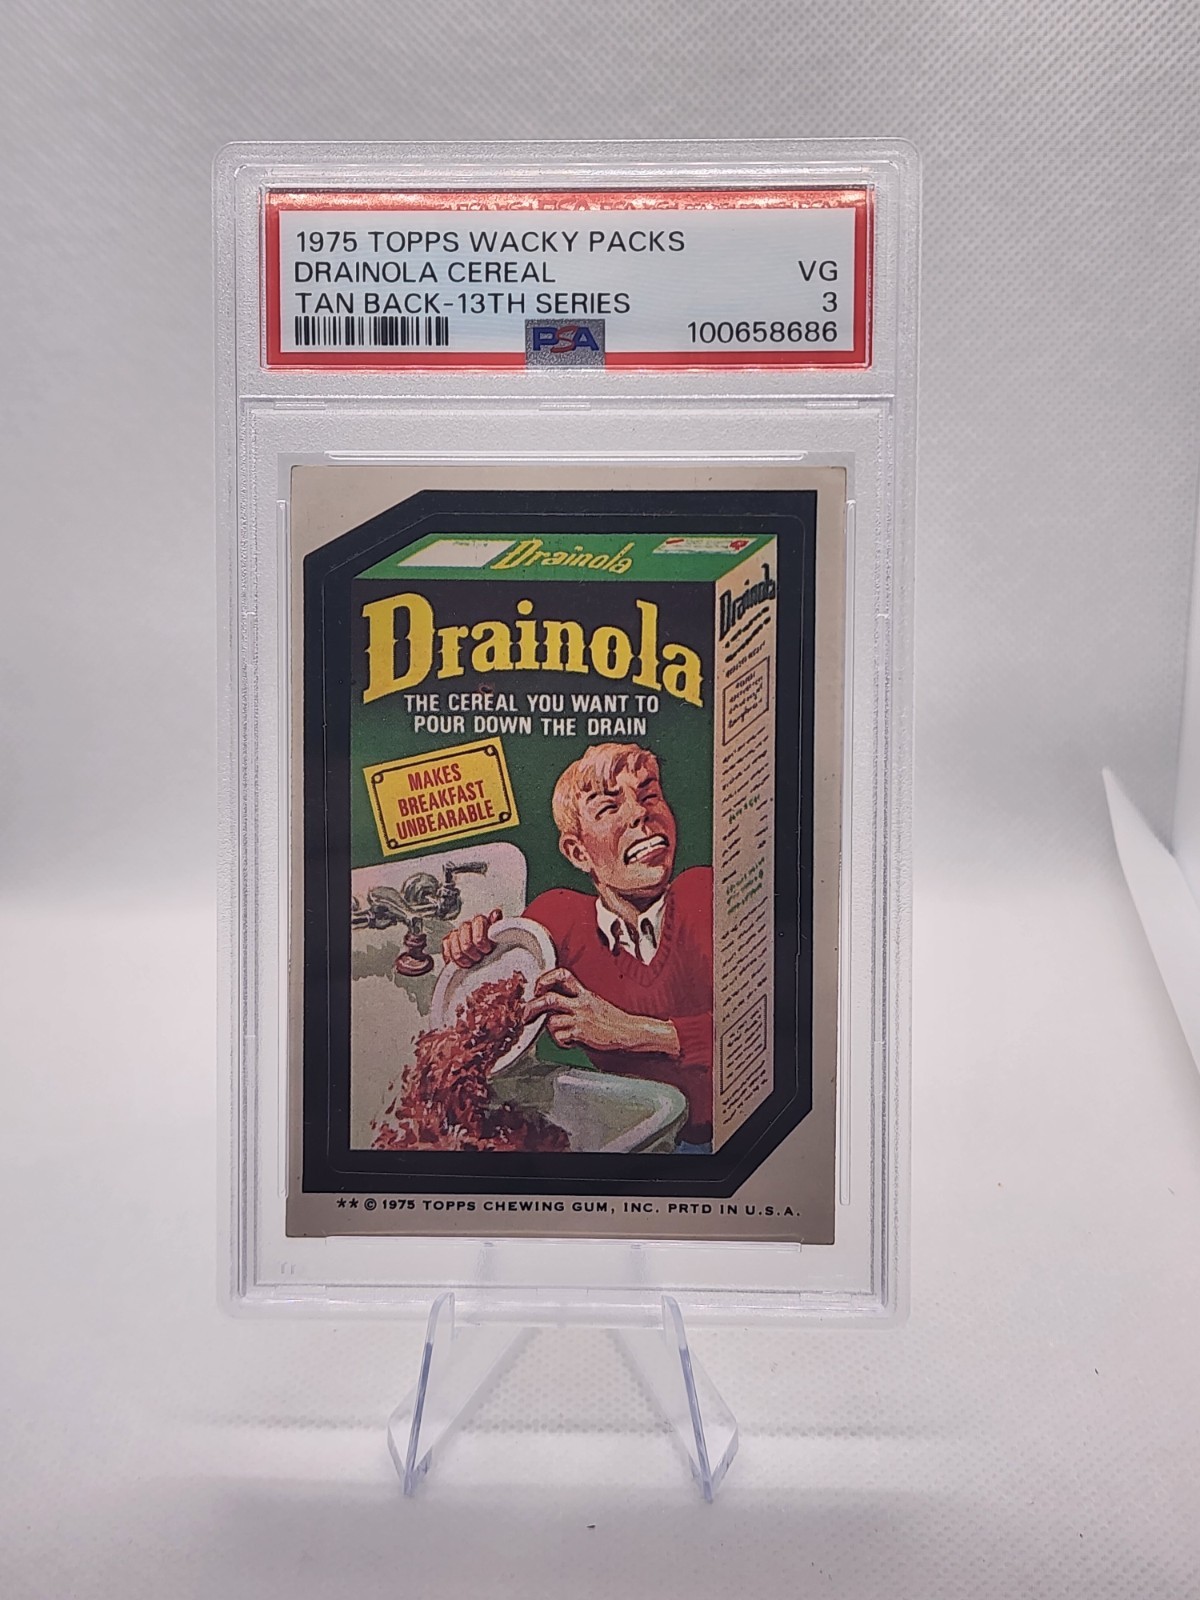 1975 TOPPS WACKY PACKS
DRAINOLA CEREAL
VG
TAN BACK-13TH SERIES
3
PSA
100658686
Drainola
Drainola
Drainola
THE CEREAL YOU WANT TO
POUR DOWN THE DRAIN
MAKES
BREAKFAST
UNBEARABLE
** © 1975 TOPPS CHEWING GUM, INC. PRTD IN U.S.A.